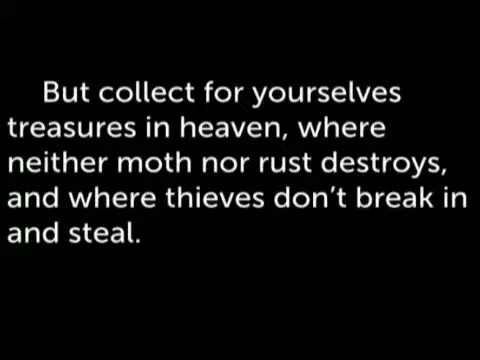 But collect for yourselves
treasures in heaven, where
neither moth nor rust destroys,
and where thieves don’t break in
and steal.